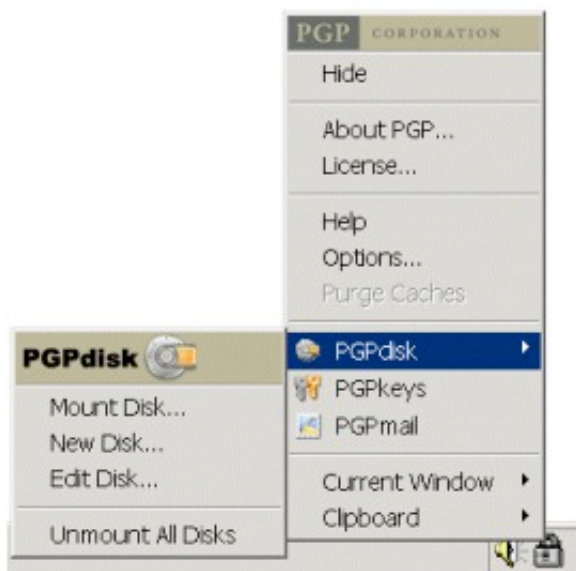 PGP CORPORATION
Hide
About PGP...
License...
Help
Options...
Purge Caches
PGPdisk
PGPkeys
PGPmail
Current Window
Clipboard
PGPdisk
Mount Disk...
New Disk...
Edit Disk...
Unmount All Disks